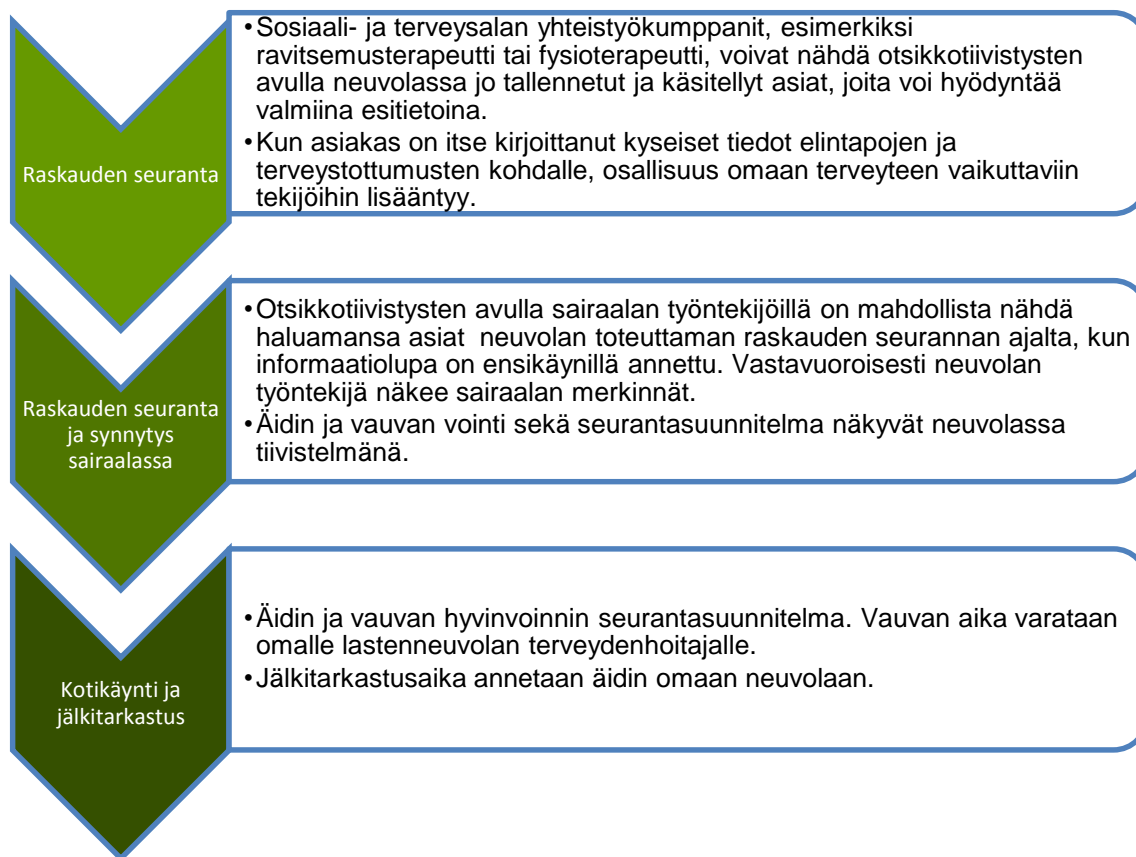 Raskauden seuranta
•Sosiaali- ja terveysalan yhteistyökumppanit, esimerkiksi
ravitsemusterapeutti tai fysioterapeutti, voivat nähdä otsikkotiivistysten
avulla neuvolassa jo tallennetut ja käsitellyt asiat, joita voi hyödyntää
valmiina esitietoina.
•Kun asiakas on itse kirjoittanut kyseiset tiedot elintapojen ja
terveystottumusten kohdalle, osallisuus omaan terveyteen vaikuttaviin
tekijöihin lisääntyy.
Raskauden seuranta
ja synnytys
sairaalassa
•Otsikkotiivistysten avulla sairaalan työntekijöillä on mahdollista nähdä
haluamansa asiat neuvolan toteuttaman raskauden seurannan ajalta, kun
informaatiolupa on ensikäynillä annettu. Vastavuoroisesti neuvolan
työntekijä näkee sairaalan merkinnät.
•Äidin ja vauvan vointi sekä seurantasuunnitelma näkyvät neuvolassa
tiivistelmänä.
Kotikäynti ja
jälkitarkastus
•Äidin ja vauvan hyvinvoinnin seurantasuunnitelma. Vauvan aika varataan
omalle lastenneuvolan terveydenhoitajalle.
•Jälkitarkastusaika annetaan äidin omaan neuvolaan.